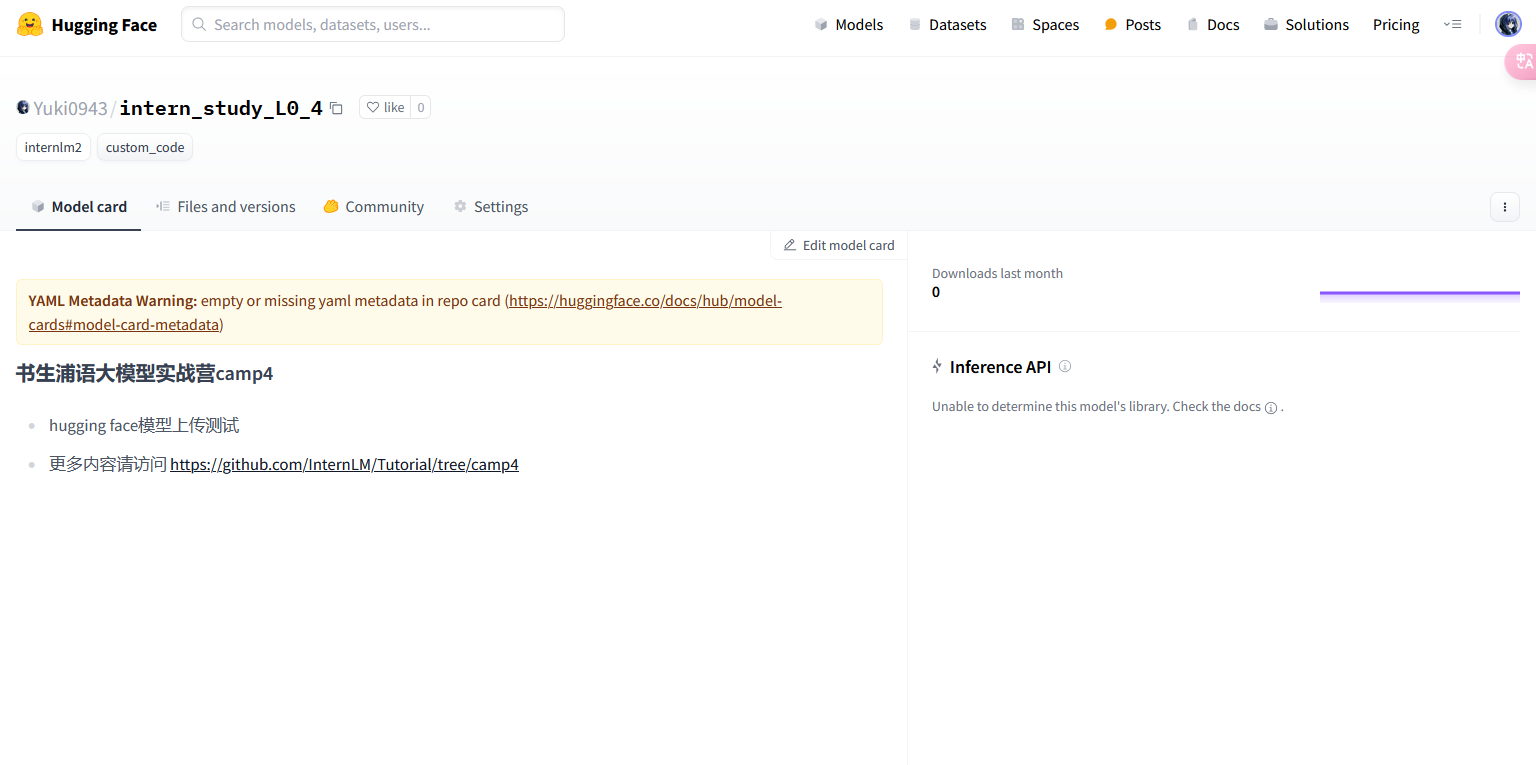 Hugging Face
Search models, datasets, users...
Models
Datasets
Spaces
Posts
Docs
Solutions
Pricing
中A
Yuki0943/intern_study_L0_4
like 0
internlm2
custom_code
Model card
Files and versions
Community
Settings
Edit model card
YAML Metadata Warning: empty or missing yaml metadata in repo card (https://huggingface.co/docs/hub/model-
cards#model-card-metadata)
书生浦语大模型实战营camp4
hugging face模型上传测试
更多内容请访问 https://github.com/InternLM/Tutorial/tree/camp4
Downloads last month
0
Inference API
Unable to determine this model's library. Check the docs .